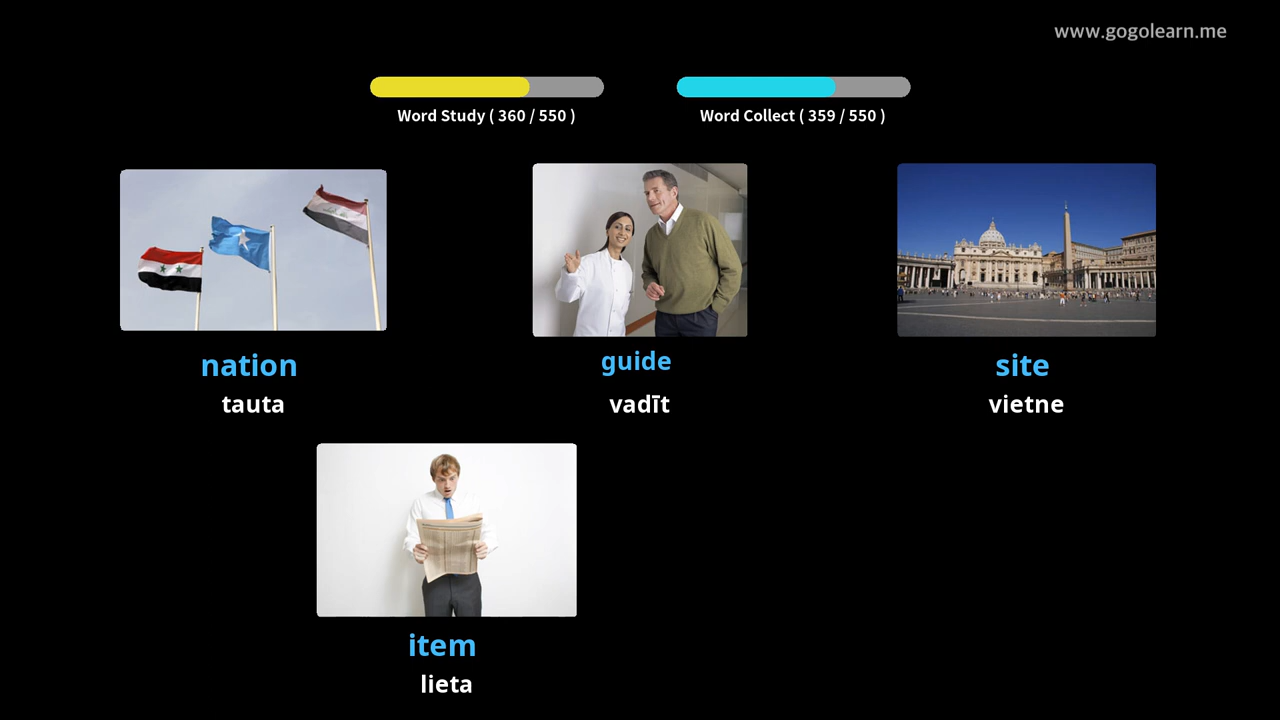 www.gogolearn.me
Word Study ( 360 / 550 )
Word Collect ( 359 / 550 )
nation
tauta
guide
vadīt
site
vietne
item
lieta